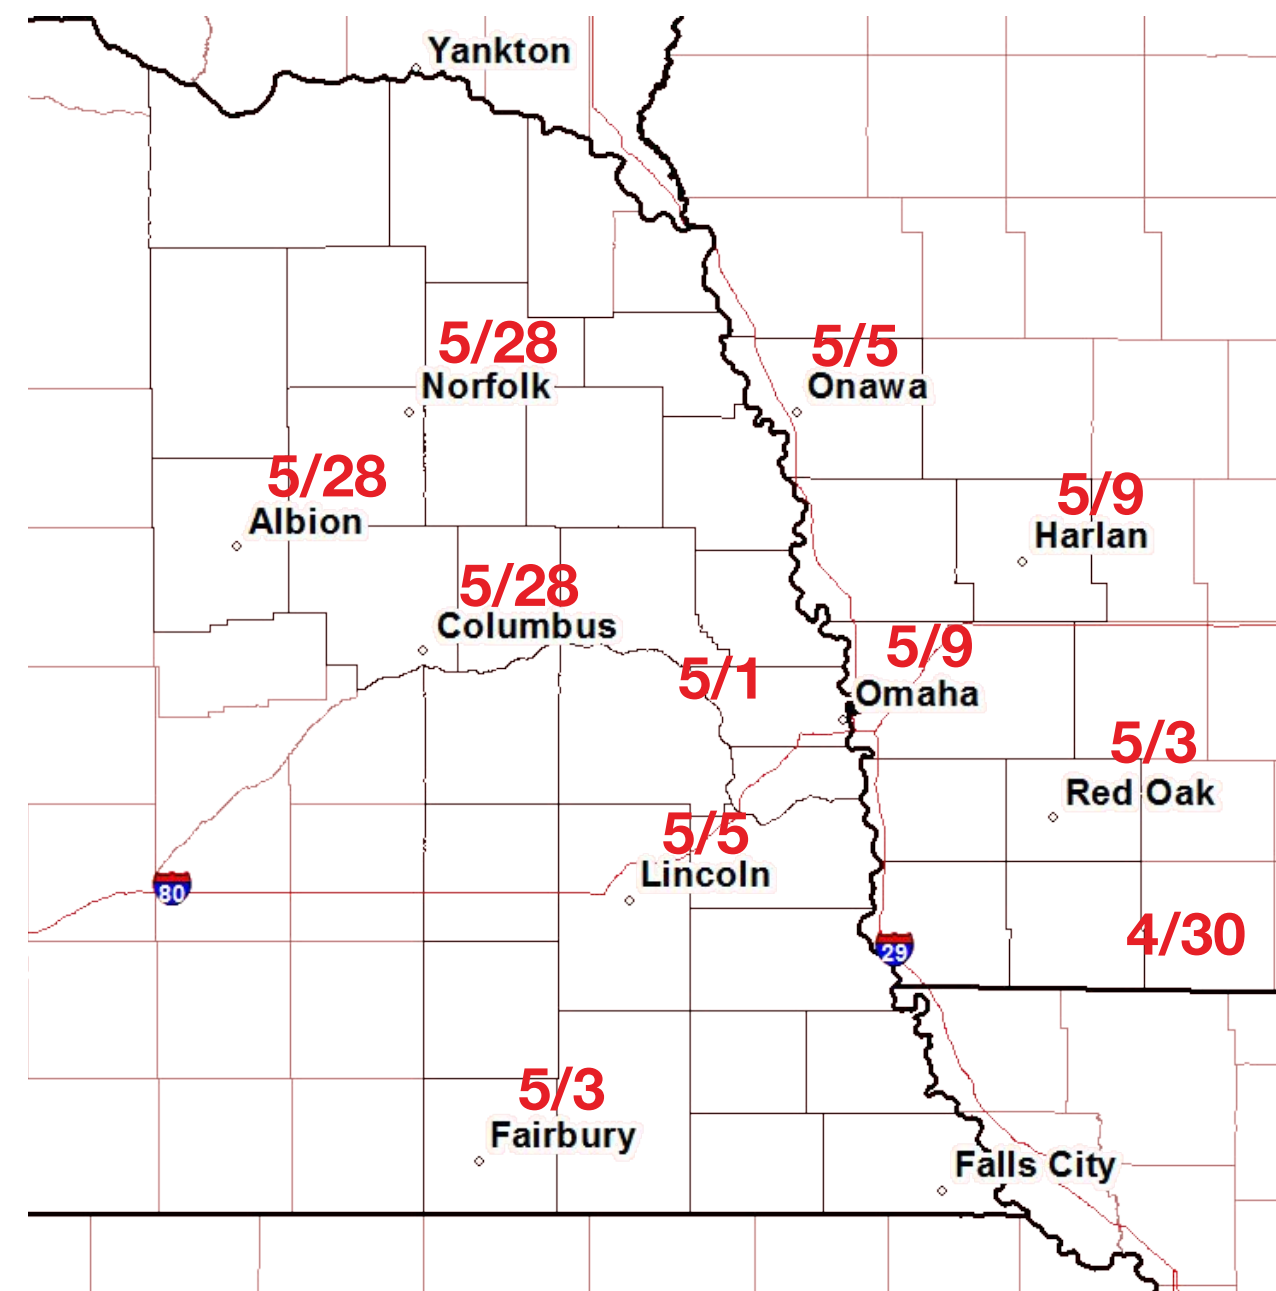 Yankton
5/28
Norfolk
5/5
Onawa
5/28
Albion
5/9
Harlan
5/28
Columbus
5/9
Omaha
5/1
5/3
Red Oak
5/5
Lincoln
80
4/30
29
5/3
Fairbury
Falls City